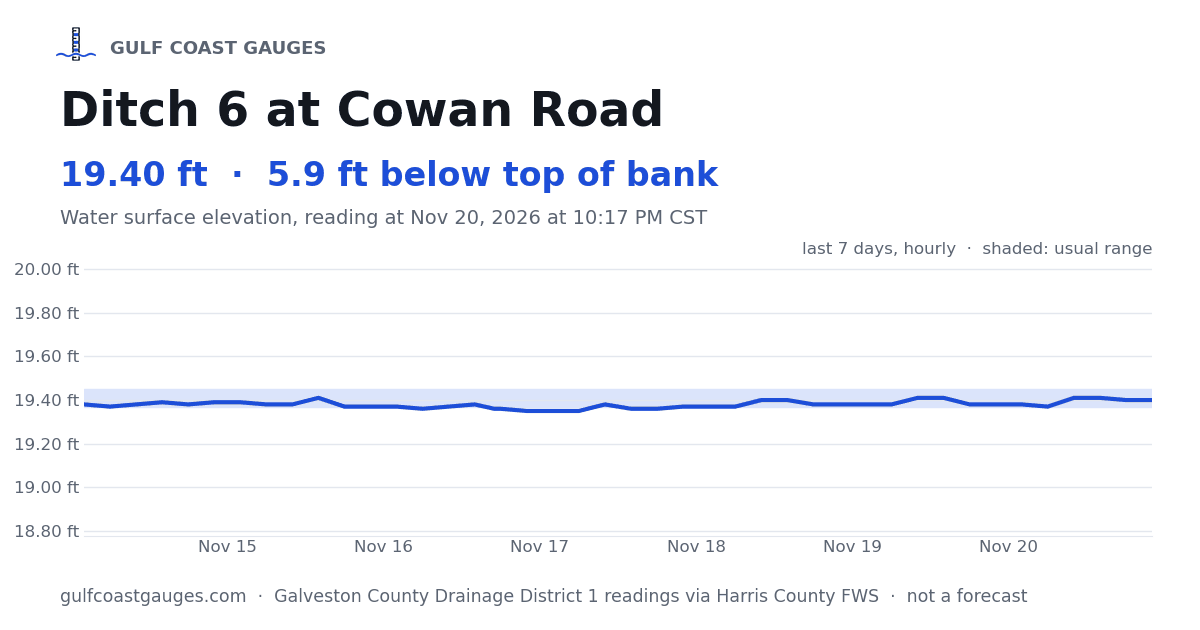 GULF COAST GAUGES
Ditch 6 at Cowan Road
19.40 ft · 5.9 ft below top of bank
Water surface elevation, reading at Nov 20, 2026 at 10:17 PM CST
last 7 days, hourly · shaded: usual range
20.00 ft
19.80 ft
19.60 ft
19.40 ft
19.20 ft
19.00 ft
18.80 ft
Nov 15 Nov 16 Nov 17 Nov 18 Nov 19 Nov 20
gulfcoastgauges.com · Galveston County Drainage District 1 readings via Harris County FWS · not a forecast